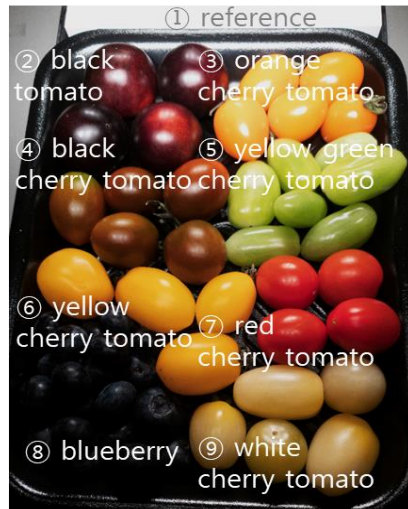 ① reference
② black
tomato
③ orange
cherry tomato
④ black
cherry tomato
⑤ yellow green
cherry tomato
⑥ yellow
cherry tomato
⑦ red
cherry tomato
⑧ blueberry
⑨ white
cherry tomato